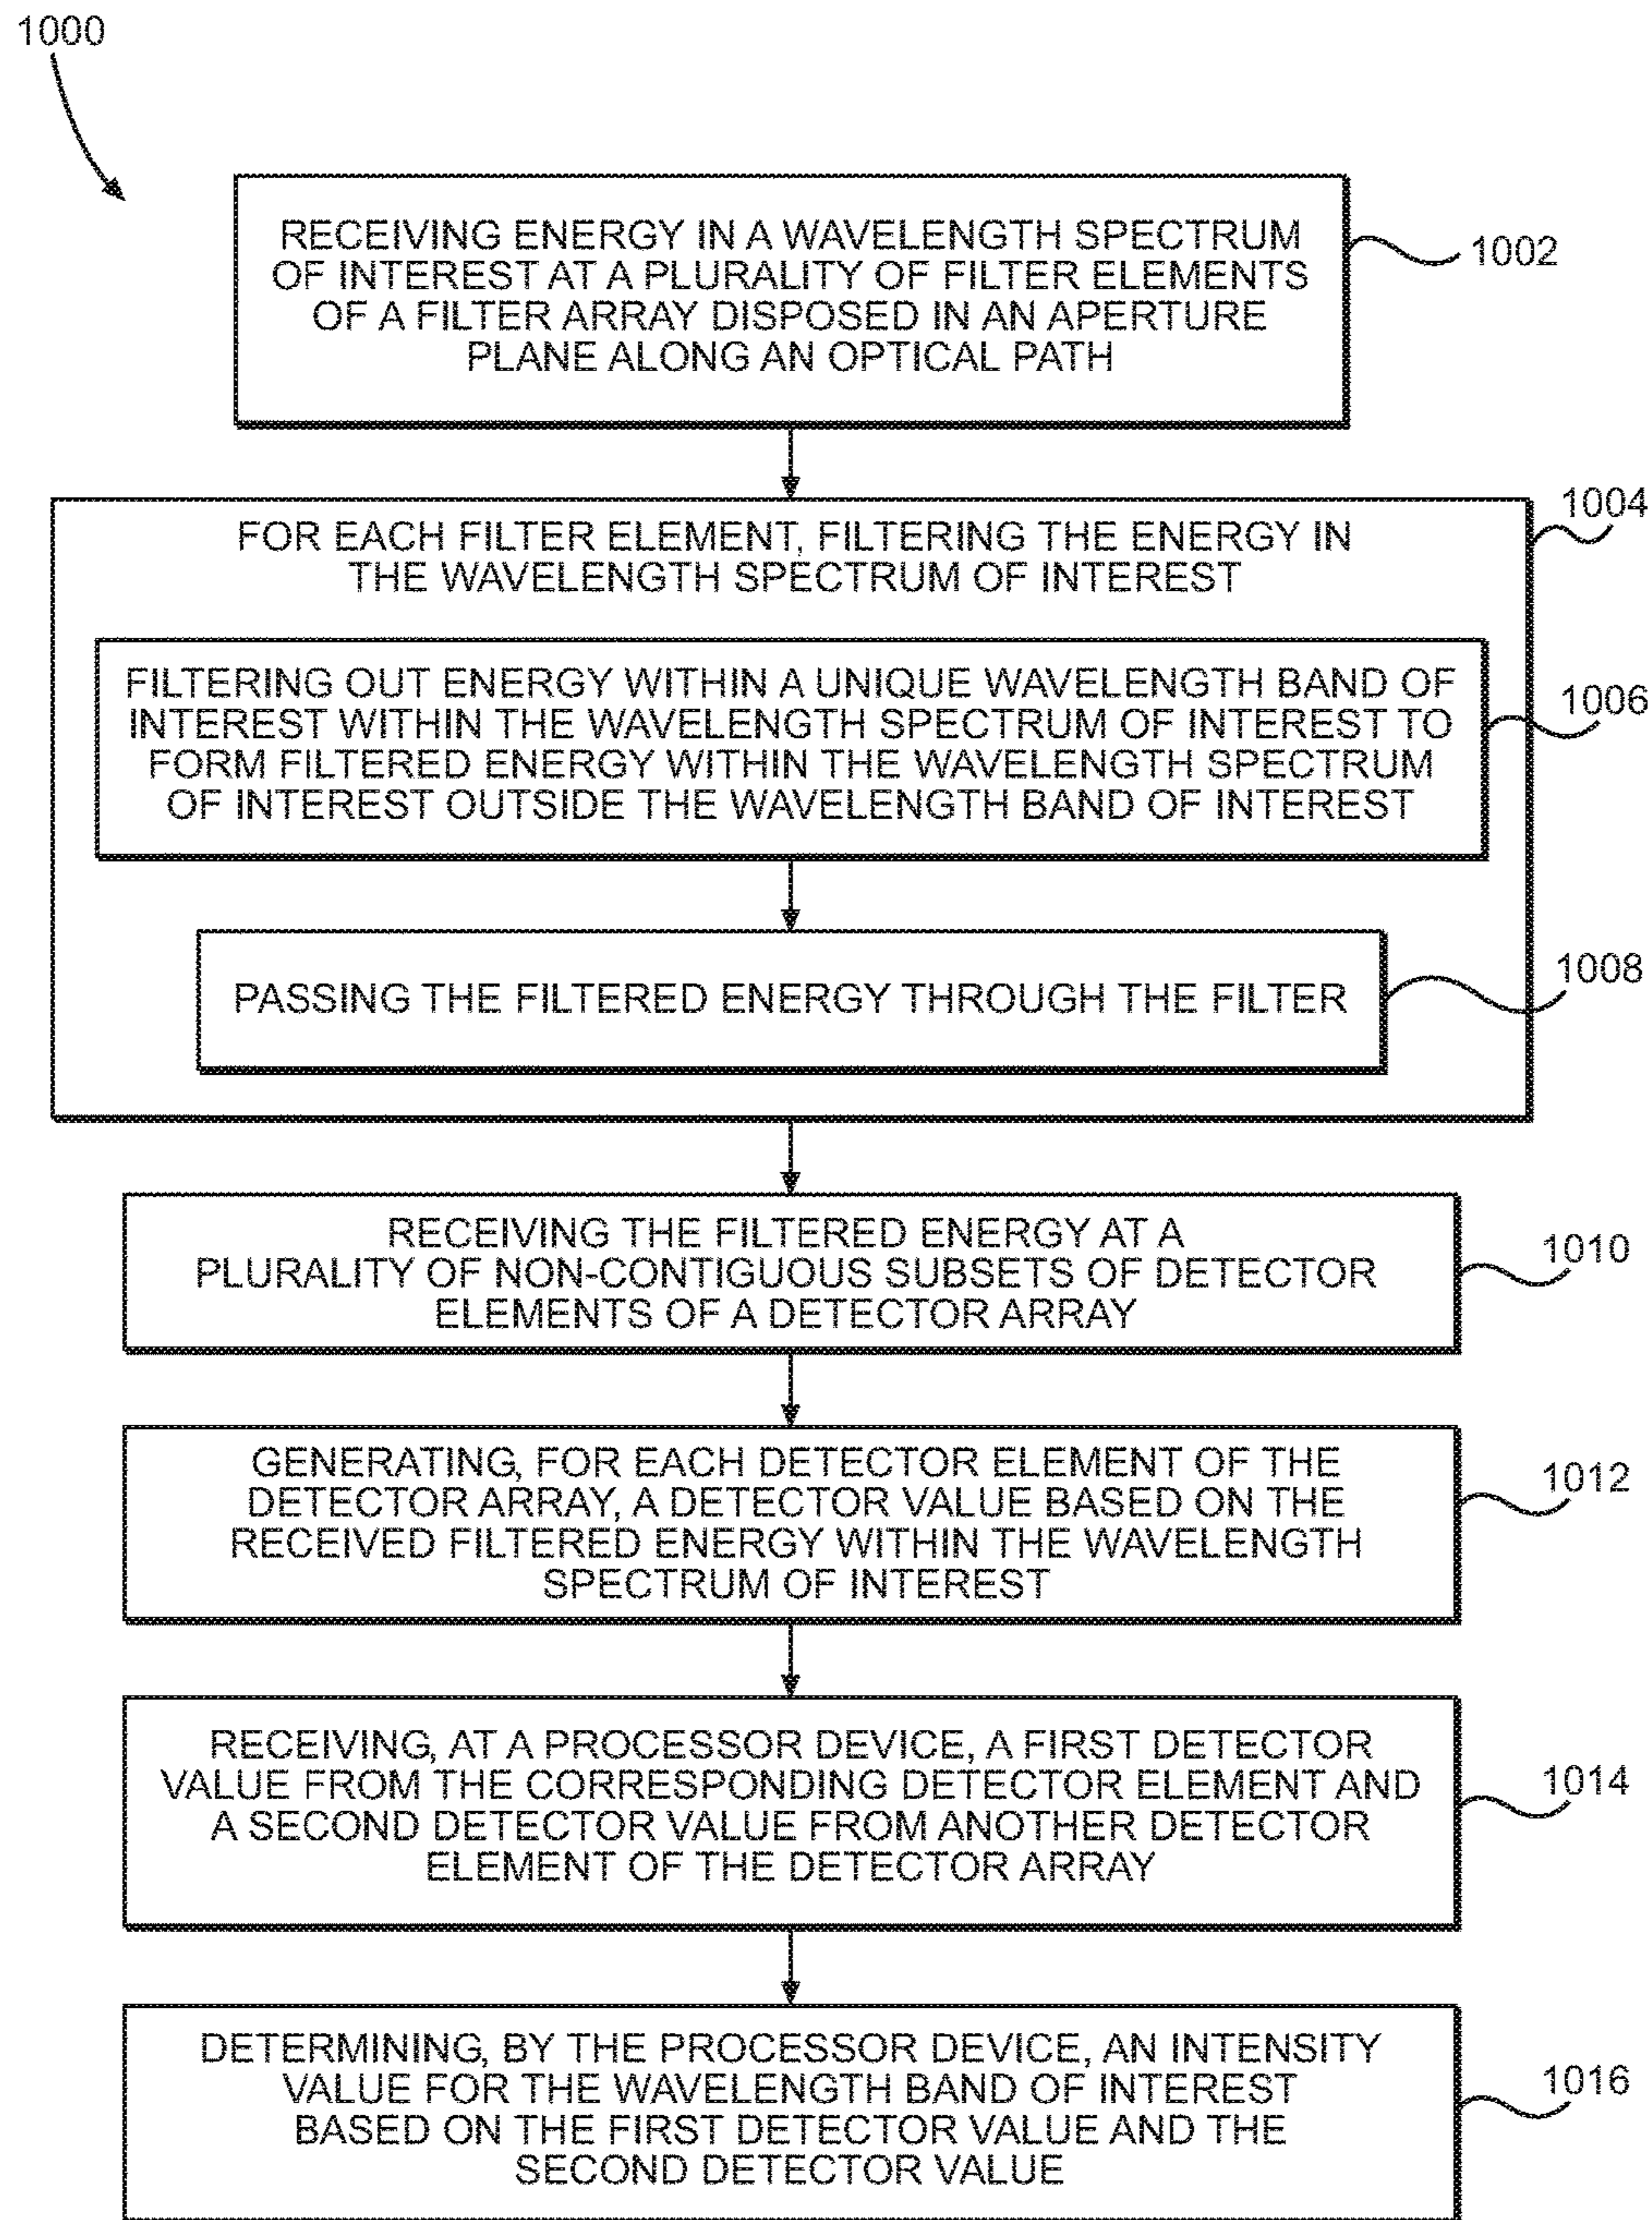 1000
RECEIVING ENERGY IN A WAVELENGTH SPECTRUM
OF INTEREST AT A PLURALITY OF FILTER ELEMENTS
OF A FILTER ARRAY DISPOSED IN AN APERTURE
PLANE ALONG AN OPTICAL PATH
1002
FOR EACH FILTER ELEMENT, FILTERING THE ENERGY IN
THE WAVELENGTH SPECTRUM OF INTEREST
1004
FILTERING OUT ENERGY WITHIN A UNIQUE WAVELENGTH BAND OF
INTEREST WITHIN THE WAVELENGTH SPECTRUM OF INTEREST TO
FORM FILTERED ENERGY WITHIN THE WAVELENGTH SPECTRUM
OF INTEREST OUTSIDE THE WAVELENGTH BAND OF INTEREST
1006
PASSING THE FILTERED ENERGY THROUGH THE FILTER
1008
RECEIVING THE FILTERED ENERGY AT A
PLURALITY OF NON-CONTIGUOUS SUBSETS OF DETECTOR
ELEMENTS OF A DETECTOR ARRAY
1010
GENERATING, FOR EACH DETECTOR ELEMENT OF THE
DETECTOR ARRAY, A DETECTOR VALUE BASED ON THE
RECEIVED FILTERED ENERGY WITHIN THE WAVELENGTH
SPECTRUM OF INTEREST
1012
RECEIVING, AT A PROCESSOR DEVICE, A FIRST DETECTOR
VALUE FROM THE CORRESPONDING DETECTOR ELEMENT AND
A SECOND DETECTOR VALUE FROM ANOTHER DETECTOR
ELEMENT OF THE DETECTOR ARRAY
1014
DETERMINING, BY THE PROCESSOR DEVICE, AN INTENSITY
VALUE FOR THE WAVELENGTH BAND OF INTEREST
BASED ON THE FIRST DETECTOR VALUE AND THE
SECOND DETECTOR VALUE
1016